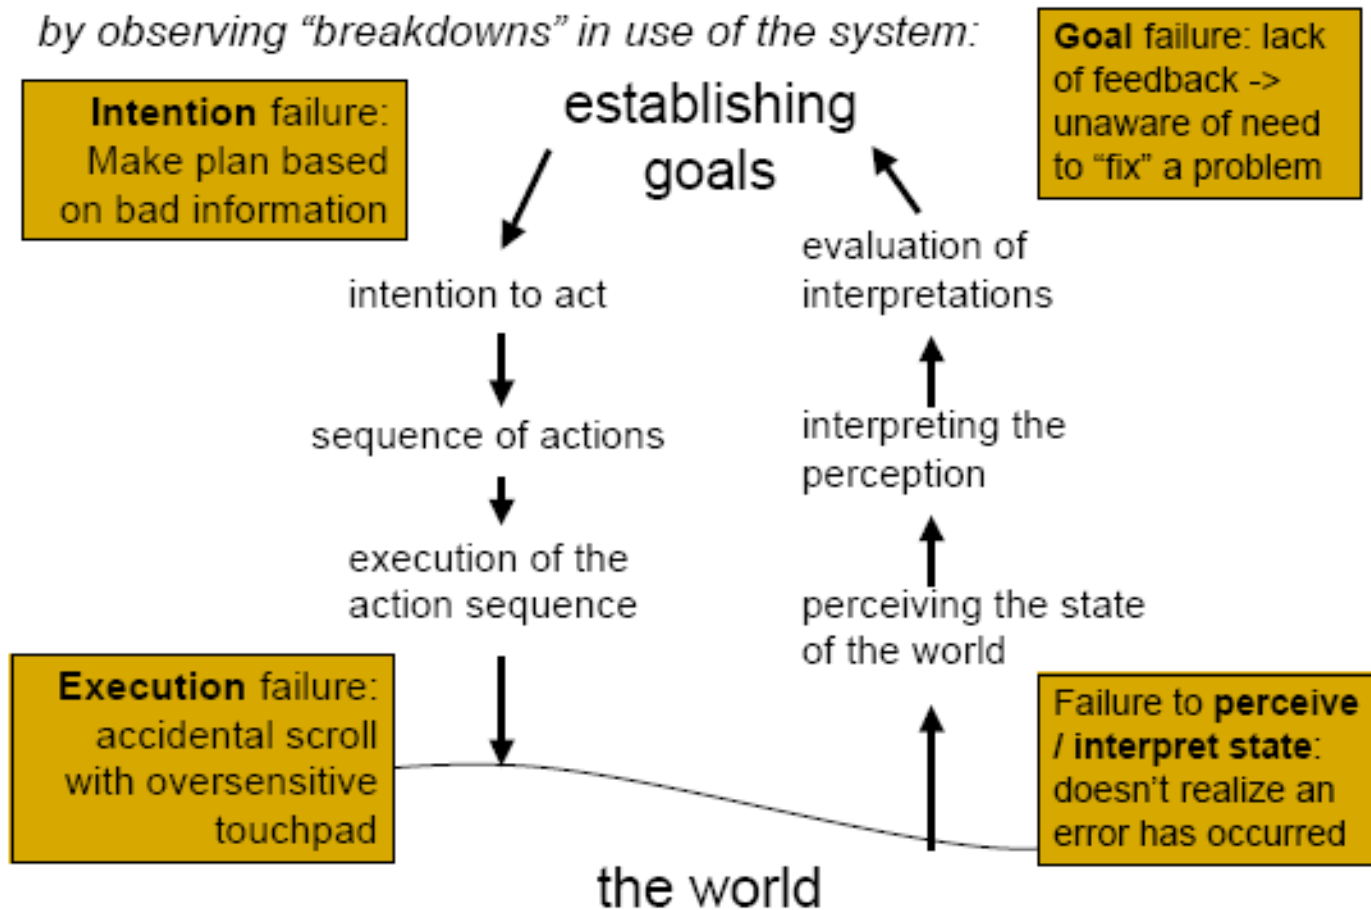 by observing “breakdowns” in use of the system:
Goal failure: lack
of feedback ->
unaware of need
to “fix” a problem
Intention failure:
Make plan based
on bad information
establishing
goals
intention to act
sequence of actions
execution of the
action sequence
evaluation of
interpretations
interpreting the
perception
perceiving the state
of the world
Execution failure:
accidental scroll
with oversensitive
touchpad
Failure to perceive
/ interpret state:
doesn’t realize an
error has occurred
the world